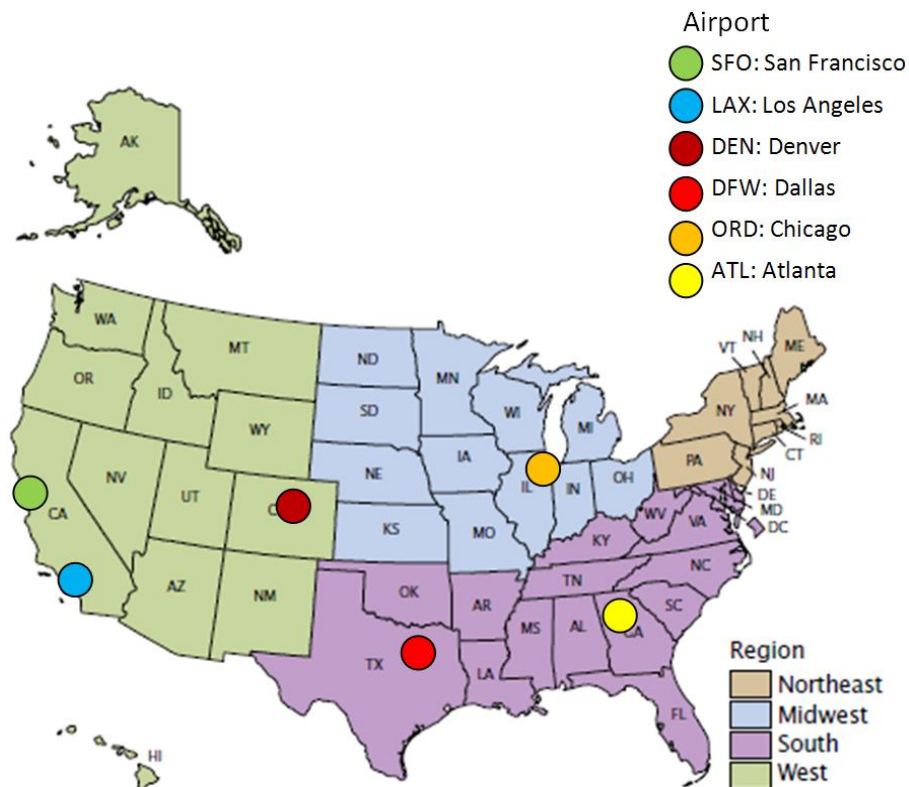 Airport
SFO: San Francisco
LAX: Los Angeles
DEN: Denver
DFW: Dallas
ORD: Chicago
ATL: Atlanta
AK
WA
MT
ND
MN
VT
NH
ME
OR
ID
SD
WI
MI
NY
MA
WY
RI
CT
NV
UT
NE
IA
IL
IN
OH
PA
NJ
CA
C
KS
MO
WV
VA
DE
MD
DC
KY
AZ
NM
OK
AR
TN
NC
SC
TX
LA
MS
AL
GA
FL
HI
Region
Northeast
Midwest
South
West